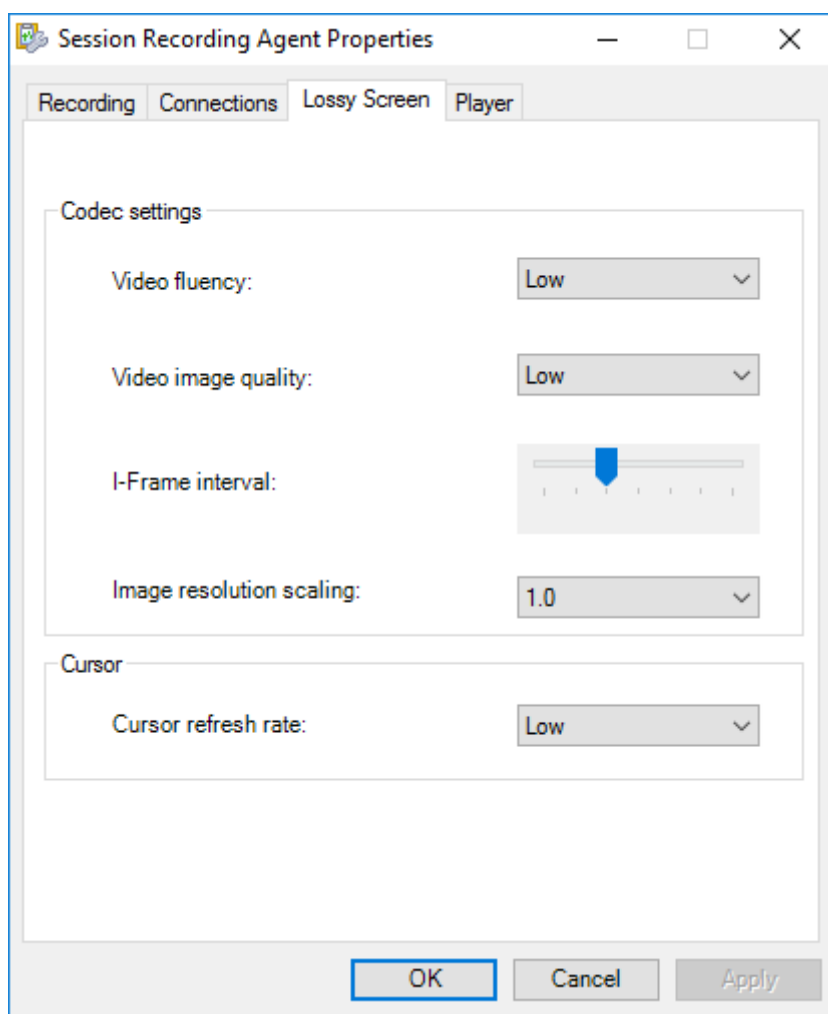 Session Recording Agent Properties
Recording Connections Lossy Screen Player
Codec settings
Video fluency: Low
Video image quality: Low
I-Frame interval:
Image resolution scaling: 1.0
Cursor
Cursor refresh rate: Low
OK Cancel Apply